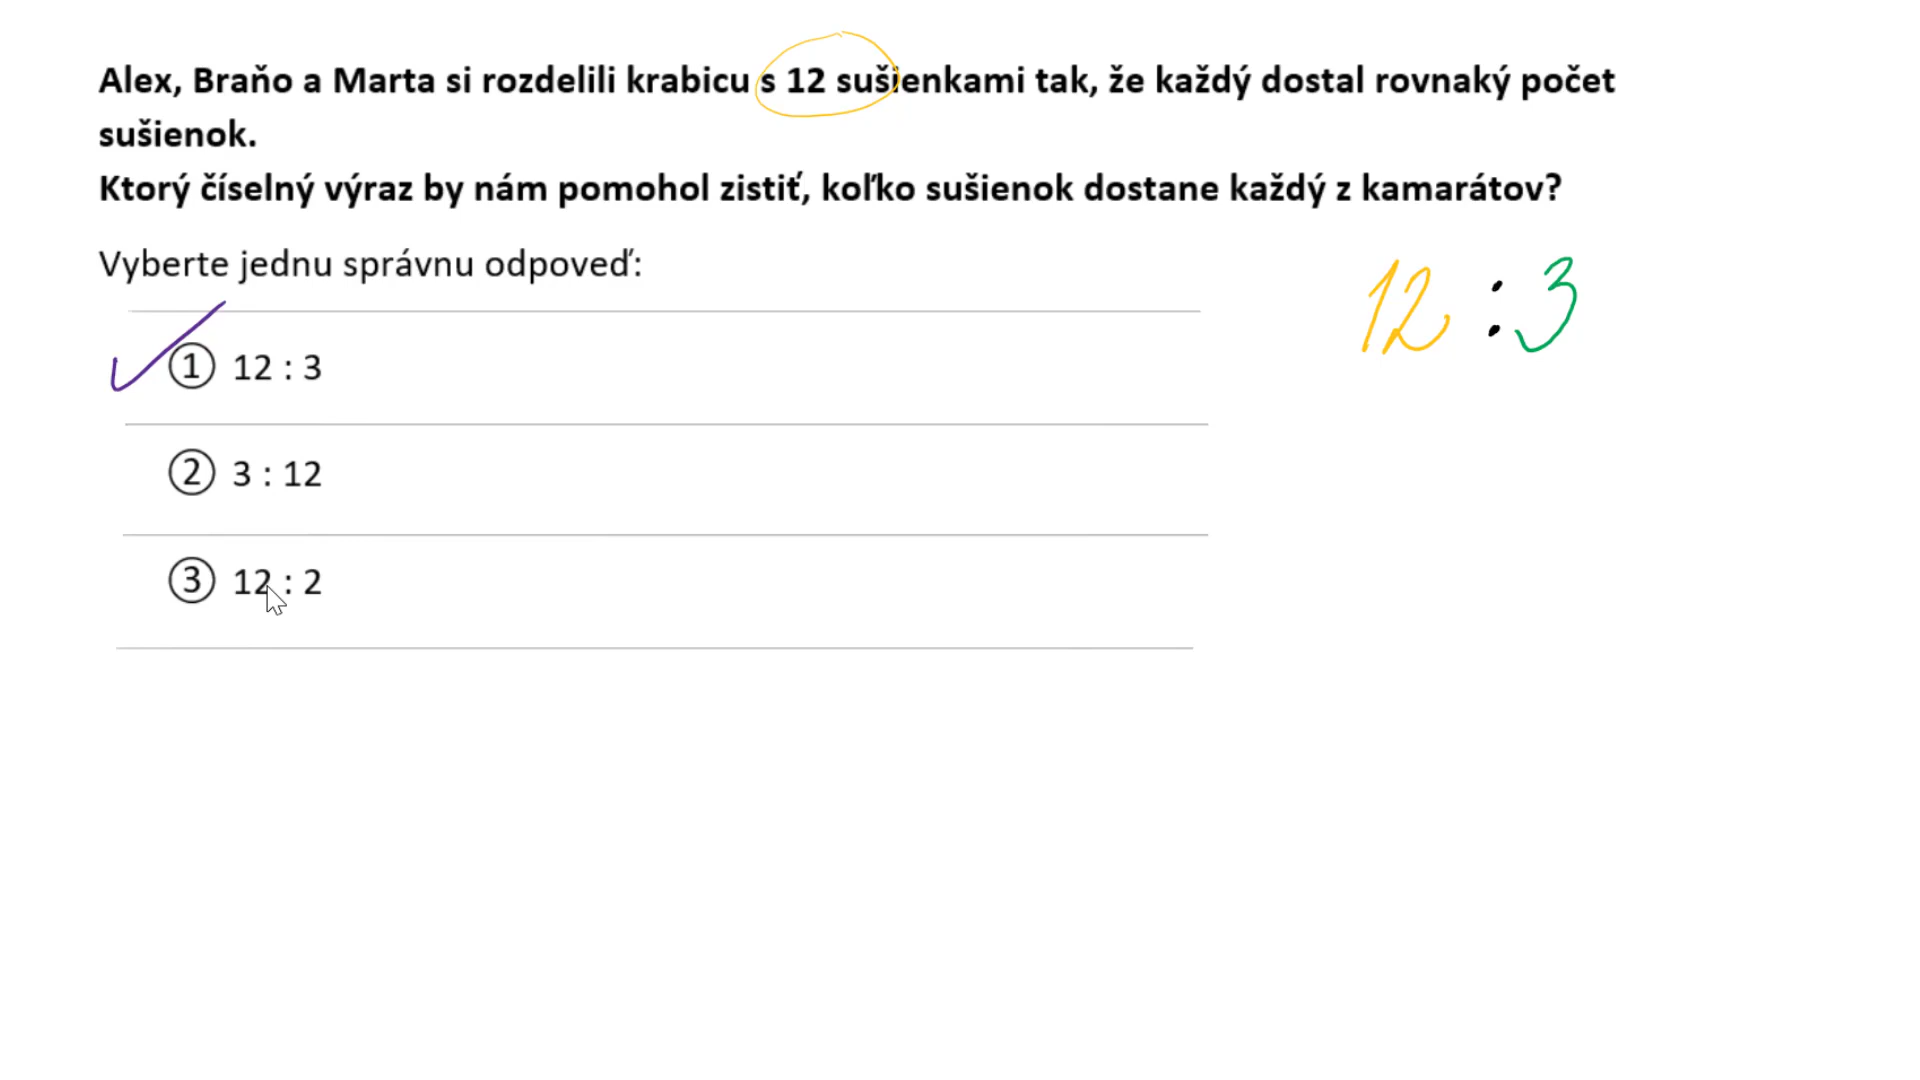 Alex, Braňo a Marta si rozdelili krabicu s 12 sušienkami tak, že každý dostal rovnaký počet
sušienok.
Ktorý číselný výraz by nám pomohol zistiť, koľko sušienok dostane každý z kamarátov?
Vyberte jednu správnu odpoveď:
12 : 3
① 12 : 3
② 3 : 12
③ 12 : 2